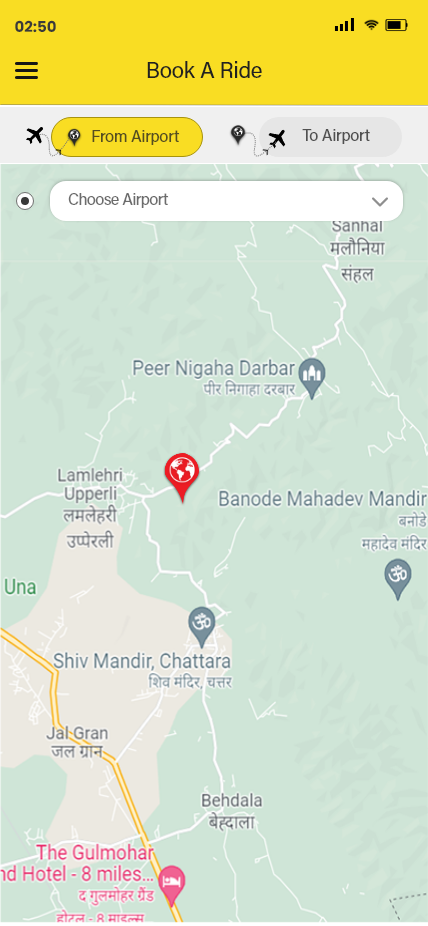 02:50
Book A Ride
From Airport
To Airport
Choose Airport
Sanhal
मलौनिया
संहल
Peer Nigaha Darbar
पीर निगाहा दरबार
Lamlehri
Upperli
लमलेहरी
उप्पेरली
Banode Mahadev Mandir
बनोडे
महादेव मंदिर
Una
Shiv Mandir, Chattara
शिव मंदिर, चत्तर
Jal Gran
जल ग्रान
Behdala
बेह्दाला
The Gulmohar
nd Hotel - 8 miles...
द गुलमोहर ग्रैंड
होटल - 8 माइल्स